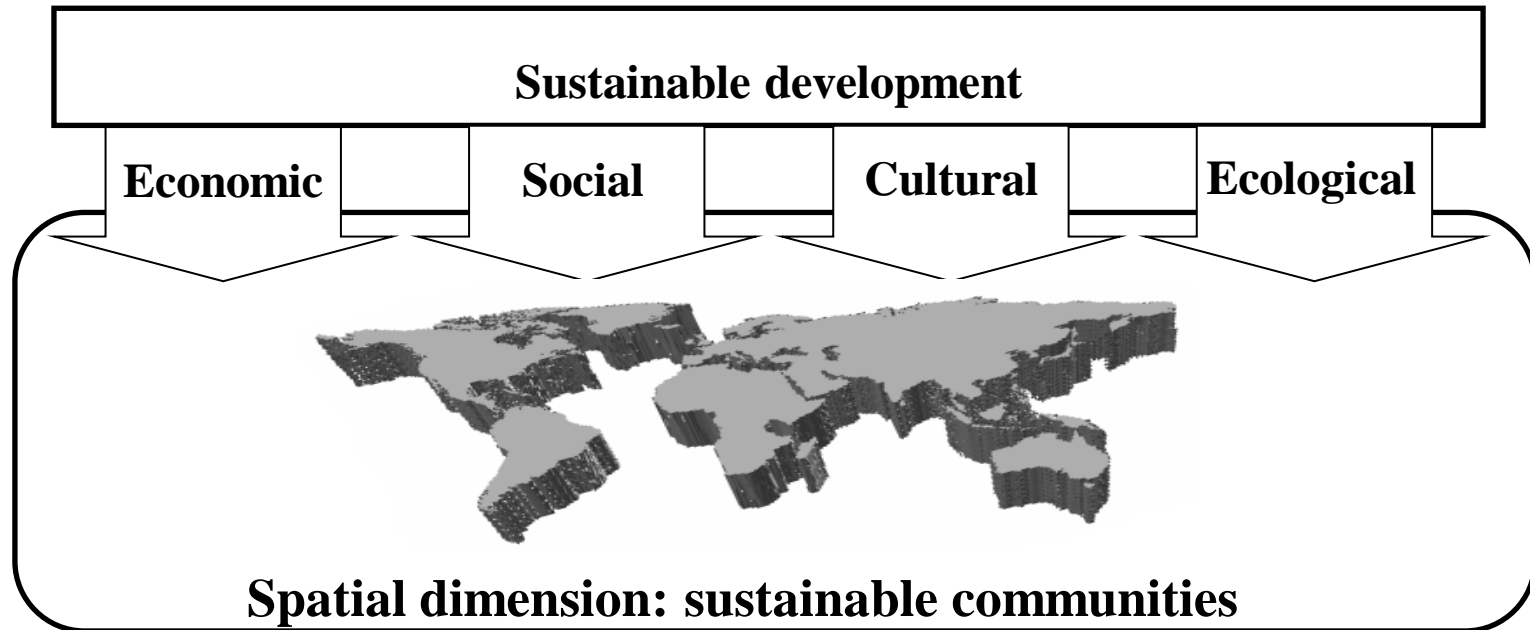 Sustainable development
Economic Social Cultural Ecological
Spatial dimension: sustainable communities